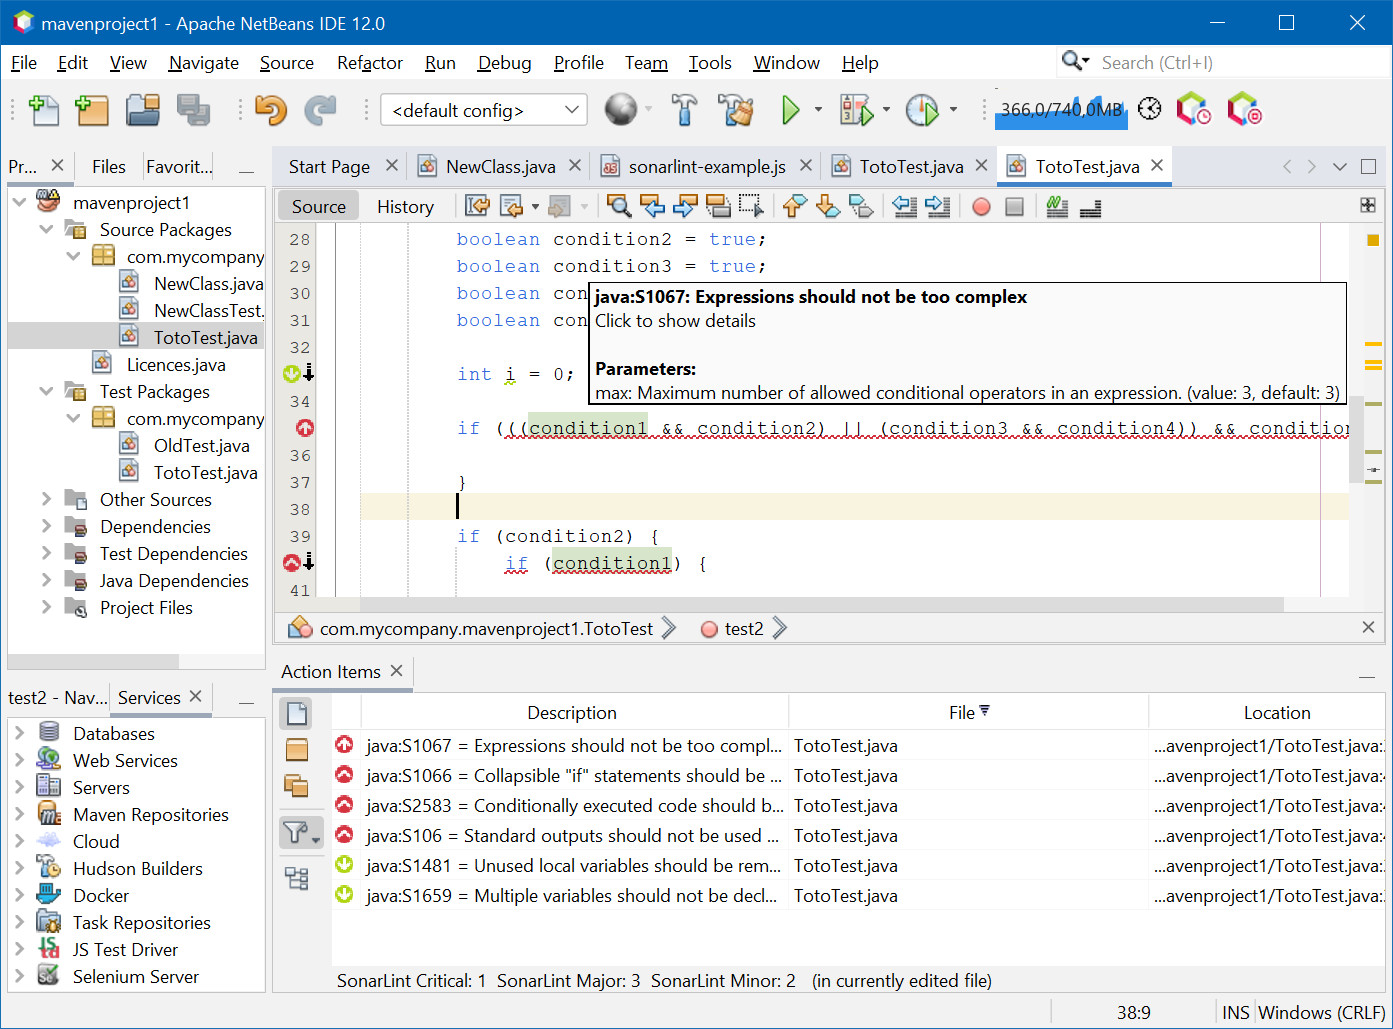 mavenproject1 - Apache NetBeans IDE 12.0
File Edit View Navigate Source Refactor Run Debug Profile Team Tools Window Help
Search (Ctrl+I)
<default config>
366,0/740,0MB
Pr... Files Favorit...
Start Page NewClass.java sonarlint-example.js TotoTest.java TotoTest.java
Source History
mavenproject1
Source Packages
com.mycompany
NewClass.java
NewClassTest.
TotoTest.java
Licences.java
Test Packages
com.mycompany
OldTest.java
TotoTest.java
Other Sources
Dependencies
Test Dependencies
Java Dependencies
Project Files
28 boolean condition2 = true;
29 boolean condition3 = true;
30 boolean con
31 boolean con
32
int i = 0;
34
if (((condition1 && condition2) || (condition3 && condition4)) && condition
36
37 }
38
39 if (condition2) {
if (condition1) {
41
java:S1067: Expressions should not be too complex
Click to show details
Parameters:
max: Maximum number of allowed conditional operators in an expression. (value: 3, default: 3)
com.mycompany.mavenproject1.TotoTest test2
test2 - Nav... Services
Databases
Web Services
Servers
Maven Repositories
Cloud
Hudson Builders
Docker
Task Repositories
JS Test Driver
Selenium Server
Action Items
Description File Location
java:S1067 = Expressions should not be too compl... TotoTest.java ...avenproject1/TotoTest.java:
java:S1066 = Collapsible "if" statements should be ... TotoTest.java ...avenproject1/TotoTest.java:
java:S2583 = Conditionally executed code should b... TotoTest.java ...avenproject1/TotoTest.java:
java:S106 = Standard outputs should not be used ... TotoTest.java ...avenproject1/TotoTest.java:
java:S1481 = Unused local variables should be rem... TotoTest.java ...avenproject1/TotoTest.java:
java:S1659 = Multiple variables should not be decl... TotoTest.java ...avenproject1/TotoTest.java:
SonarLint Critical: 1 SonarLint Major: 3 SonarLint Minor: 2 (in currently edited file)
38:9 INS Windows (CRLF)